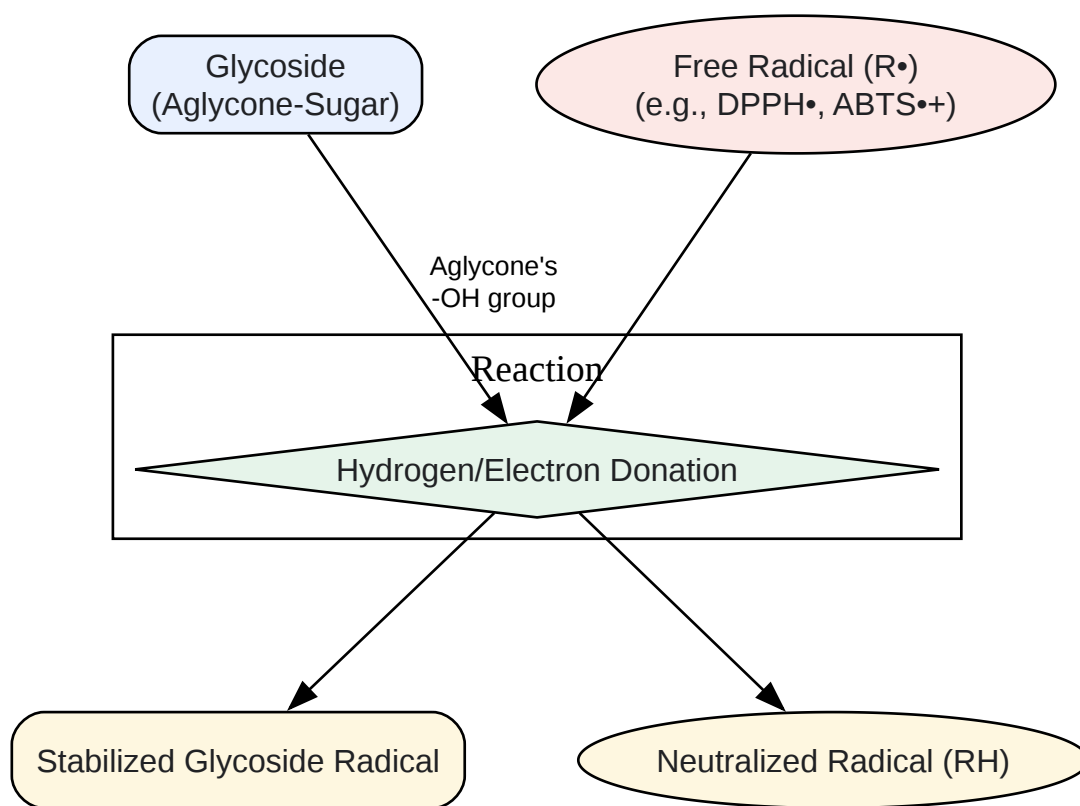 Glycoside
(Aglycone-Sugar)
Free Radical (R•)
(e.g., DPPH•, ABTS•+)
Aglycone's
-OH group
Reaction
Hydrogen/Electron Donation
Stabilized Glycoside Radical
Neutralized Radical (RH)